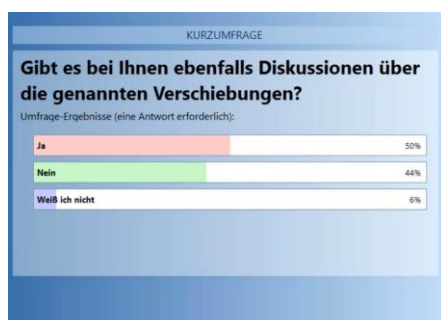 KURZUMFRAGE
Gibt es bei Ihnen ebenfalls Diskussionen über
die genannten Verschiebungen?
Umfrage-Ergebnisse (eine Antwort erforderlich):
Ja 50%
Nein 44%
Weiß ich nicht 6%